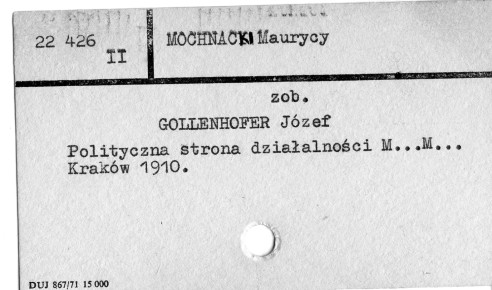 22 426
II
MOCHNACKI Maurycy
zob.
GOLLENHOFER Józef
Polityczna strona działalności M...M...
Kraków 1910.
DUJ 867/71 15 000